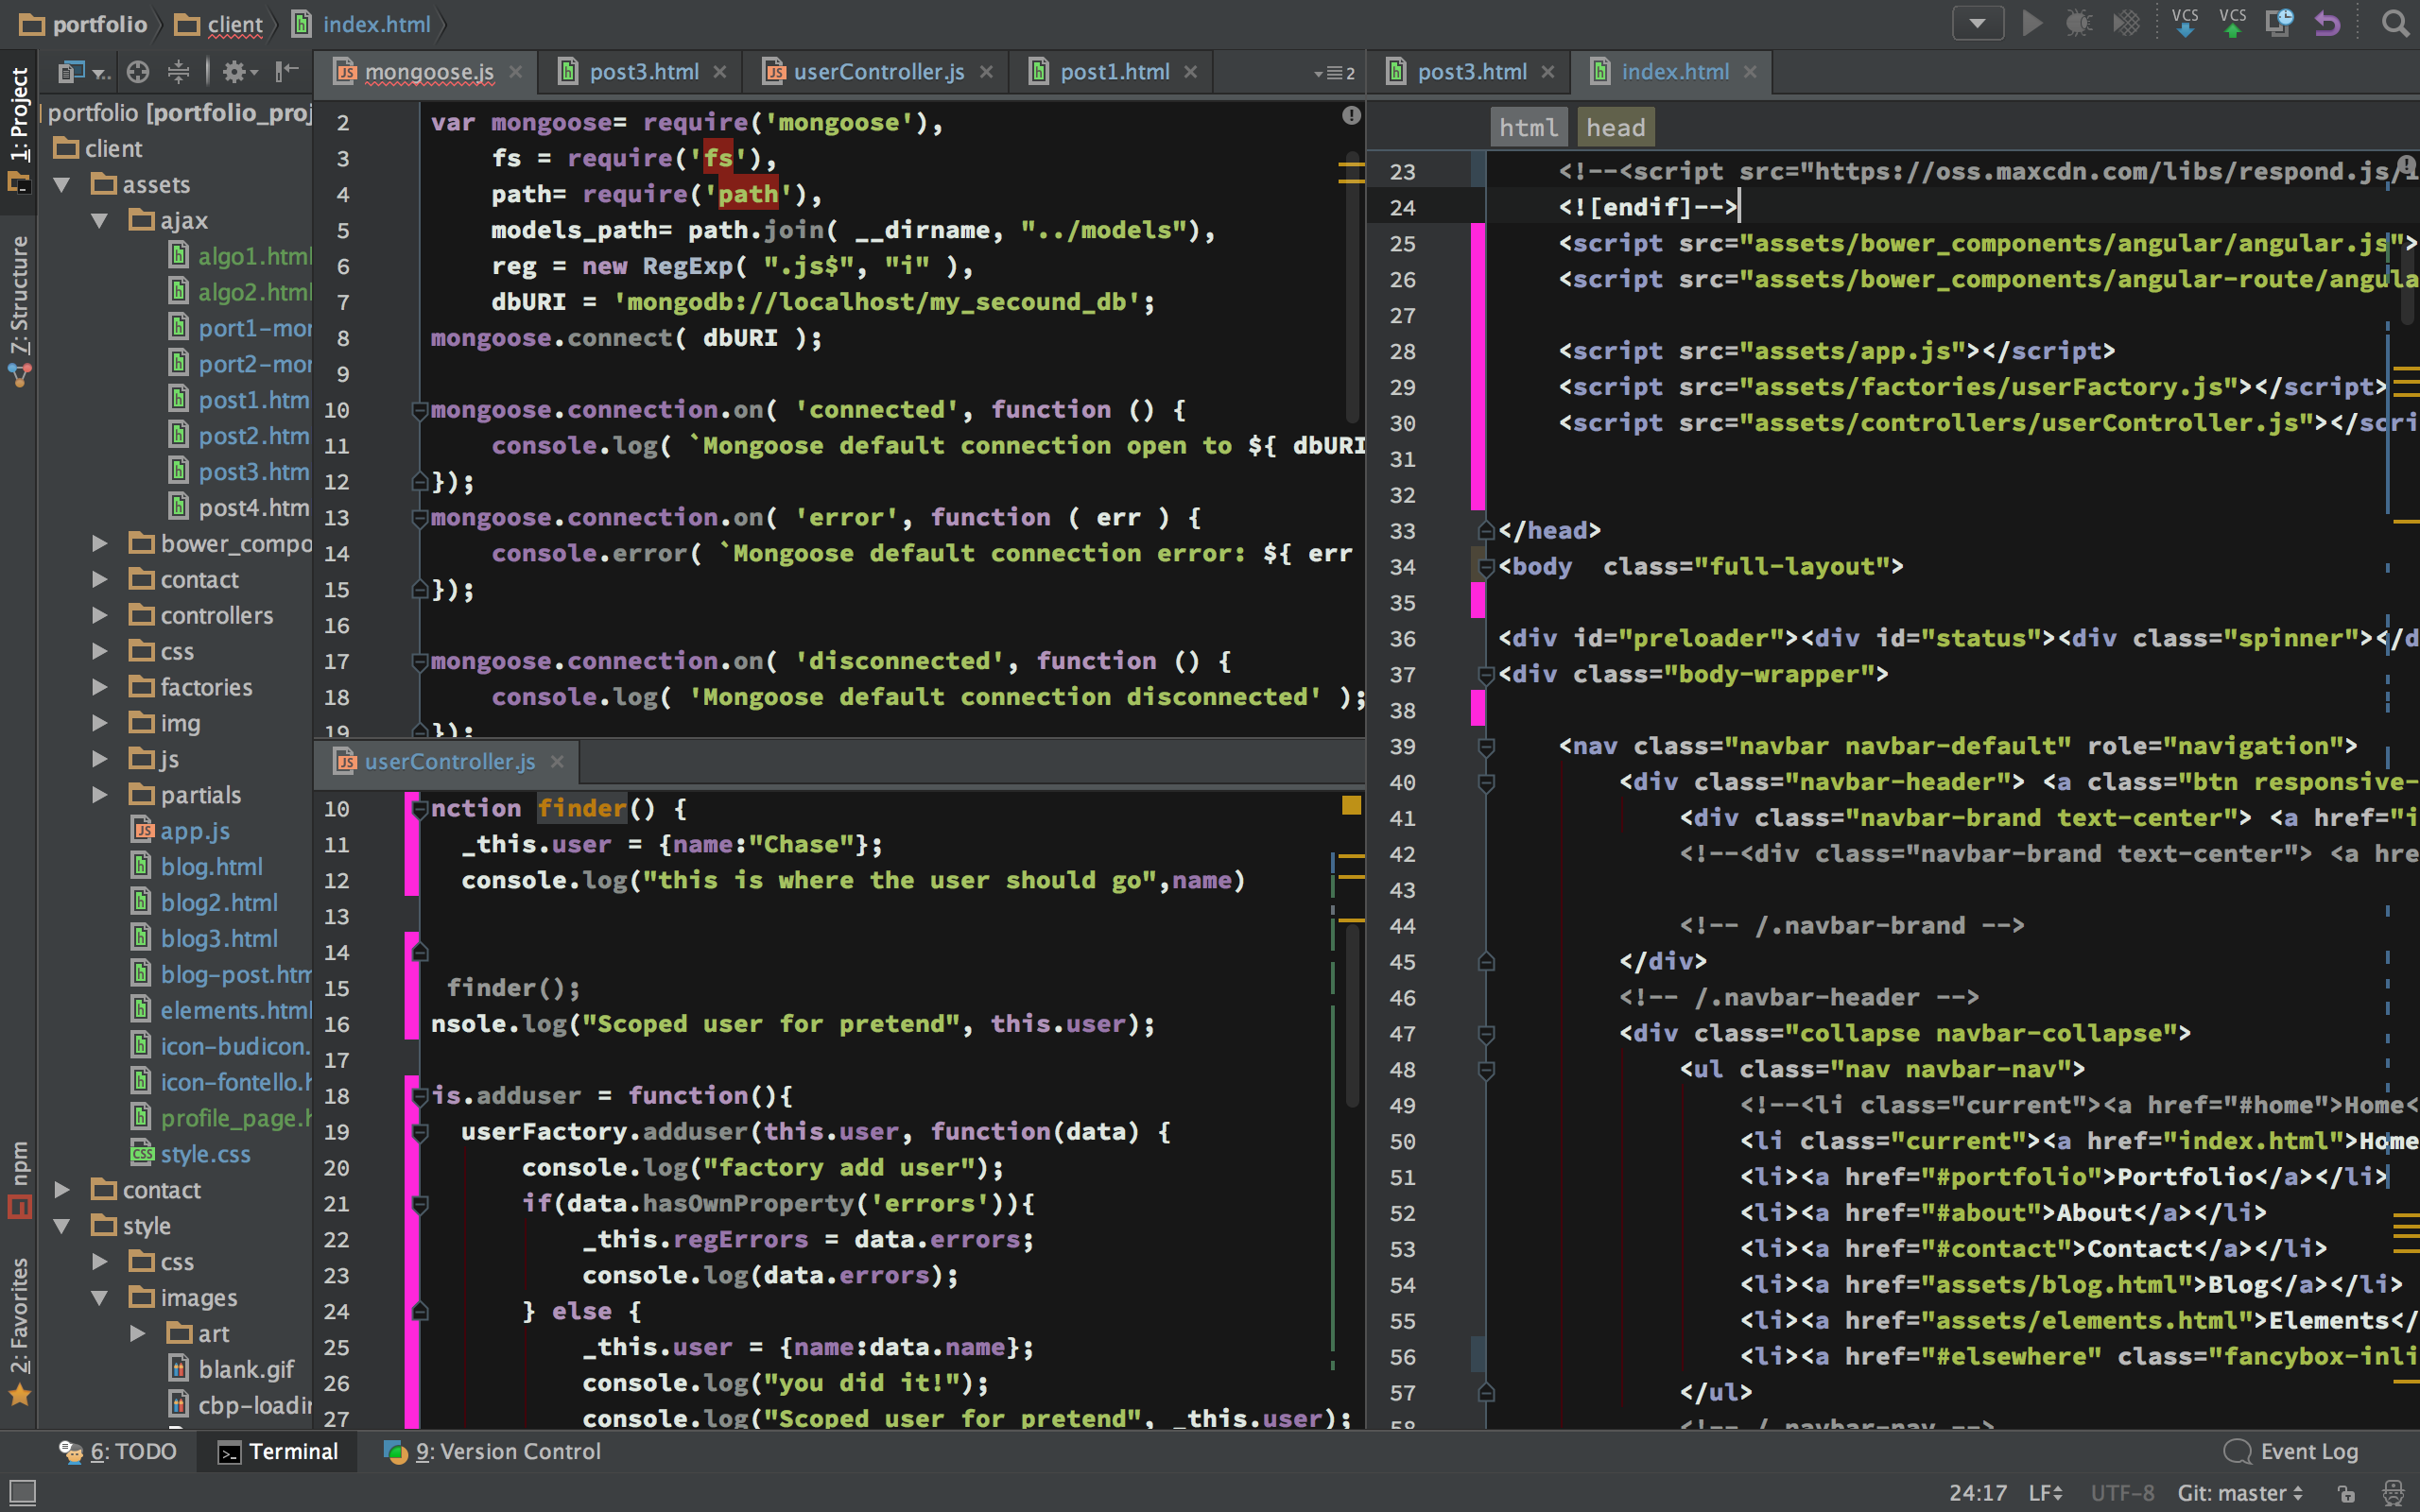 portfolio client index.html
VCS VCS
1: Project
7: Structure
npm
2: Favorites
portfolio [portfolio_proj
client
assets
ajax
algo1.html
algo2.html
port1-mor
port2-mor
post1.htm
post2.htm
post3.htm
post4.htm
bower_compo
contact
controllers
css
factories
img
js
partials
app.js
blog.html
blog2.html
blog3.html
blog-post.htm
elements.html
icon-budicon.
icon-fontello.h
profile_page.h
style.css
contact
style
css
images
art
blank.gif
cbp-loadin
mongoose.js post3.html userController.js post1.html 2
2 var mongoose= require('mongoose'),
3 fs = require('fs'),
4 path= require('path'),
5 models_path= path.join( __dirname, "../models"),
6 reg = new RegExp( ".js$", "i" ),
7 dbURI = 'mongodb://localhost/my_secound_db';
8 mongoose.connect( dbURI );
9
10 mongoose.connection.on( 'connected', function () {
11 console.log( `Mongoose default connection open to ${ dbURI
12 });
13 mongoose.connection.on( 'error', function ( err ) {
14 console.error( `Mongoose default connection error: ${ err
15 });
16
17 mongoose.connection.on( 'disconnected', function () {
18 console.log( 'Mongoose default connection disconnected' );
19 });
userController.js
10 nction finder() {
11 _this.user = {name:"Chase"};
12 console.log("this is where the user should go",name)
13
14
15 finder();
16 nsole.log("Scoped user for pretend", this.user);
17
18 is.adduser = function(){
19 userFactory.adduser(this.user, function(data) {
20 console.log("factory add user");
21 if(data.hasOwnProperty('errors')){
22 _this.regErrors = data.errors;
23 console.log(data.errors);
24 } else {
25 _this.user = {name:data.name};
26 console.log("you did it!");
27 console.log("Scoped user for pretend", _this.user);
post3.html index.html
html head
23 <!--<script src="https://oss.maxcdn.com/libs/respond.js/1
24 <![endif]-->
25 <script src="assets/bower_components/angular/angular.js">
26 <script src="assets/bower_components/angular-route/angula
27
28 <script src="assets/app.js"></script>
29 <script src="assets/factories/userFactory.js"></script>
30 <script src="assets/controllers/userController.js"></scri
31
32
33 </head>
34 <body class="full-layout">
35
36 <div id="preloader"><div id="status"><div class="spinner"></d
37 <div class="body-wrapper">
38
39 <nav class="navbar navbar-default" role="navigation">
40 <div class="navbar-header"> <a class="btn responsive-
41 <div class="navbar-brand text-center"> <a href="i
42 <!--<div class="navbar-brand text-center"> <a hre
43
44 <!-- /.navbar-brand -->
45 </div>
46 <!-- /.navbar-header -->
47 <div class="collapse navbar-collapse">
48 <ul class="nav navbar-nav">
49 <!--<li class="current"><a href="#home">Home<
50 <li class="current"><a href="index.html">Home
51 <li><a href="#portfolio">Portfolio</a></li>
52 <li><a href="#about">About</a></li>
53 <li><a href="#contact">Contact</a></li>
54 <li><a href="assets/blog.html">Blog</a></li>
55 <li><a href="assets/elements.html">Elements</
56 <li><a href="#elsewhere" class="fancybox-inli
57 </ul>
58 <!-- /.navbar-nav -->
6: TODO Terminal 9: Version Control Event Log
24:17 LF UTF-8 Git: master